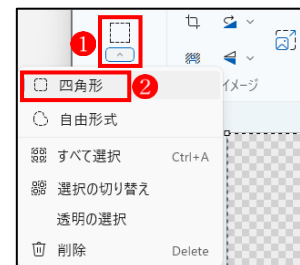 1
四角形 2
イメージ
自由形式
すべて選択 Ctrl+A
選択の切り替え
透明の選択
削除 Delete